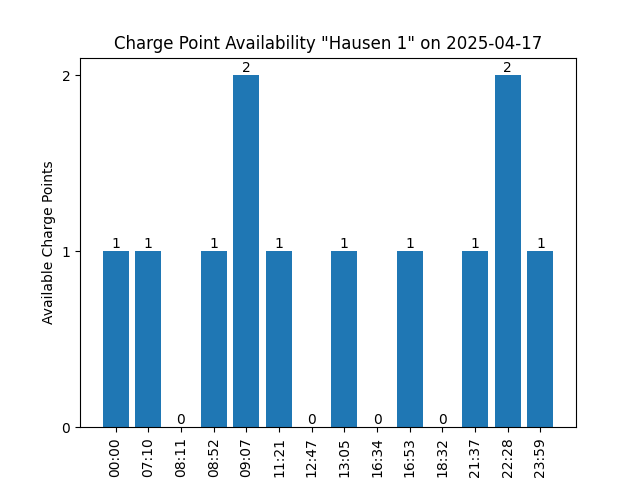 Charge Point Availability "Hausen 1" on 2025-04-17
Available Charge Points
2
1
0
1 1 0 1 2 1 0 1 0 1 0 1 2 1
00:00 07:10 08:11 08:52 09:07 11:21 12:47 13:05 16:34 16:53 18:32 21:37 22:28 23:59